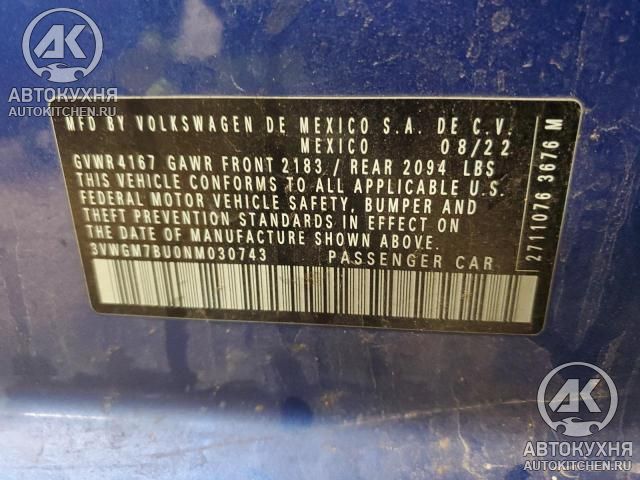 АК
АВТОКУХНЯ
AUTOKITCHEN.RU
MFD BY VOLKSWAGEN DE MEXICO S.A. DE C.V.
MEXICO 08/22
GVWR4167 GAWR FRONT 2183 / REAR 2094 LBS
THIS VEHICLE CONFORMS TO ALL APPLICABLE U.S.
FEDERAL MOTOR VEHICLE SAFETY, BUMPER AND
THEFT PREVENTION STANDARDS IN EFFECT ON
THE DATE OF MANUFACTURE SHOWN ABOVE.
3VWGM7BU0NM030743 PASSENGER CAR
2711076 3676 M
АК
АВТОКУХНЯ
AUTOKITCHEN.RU